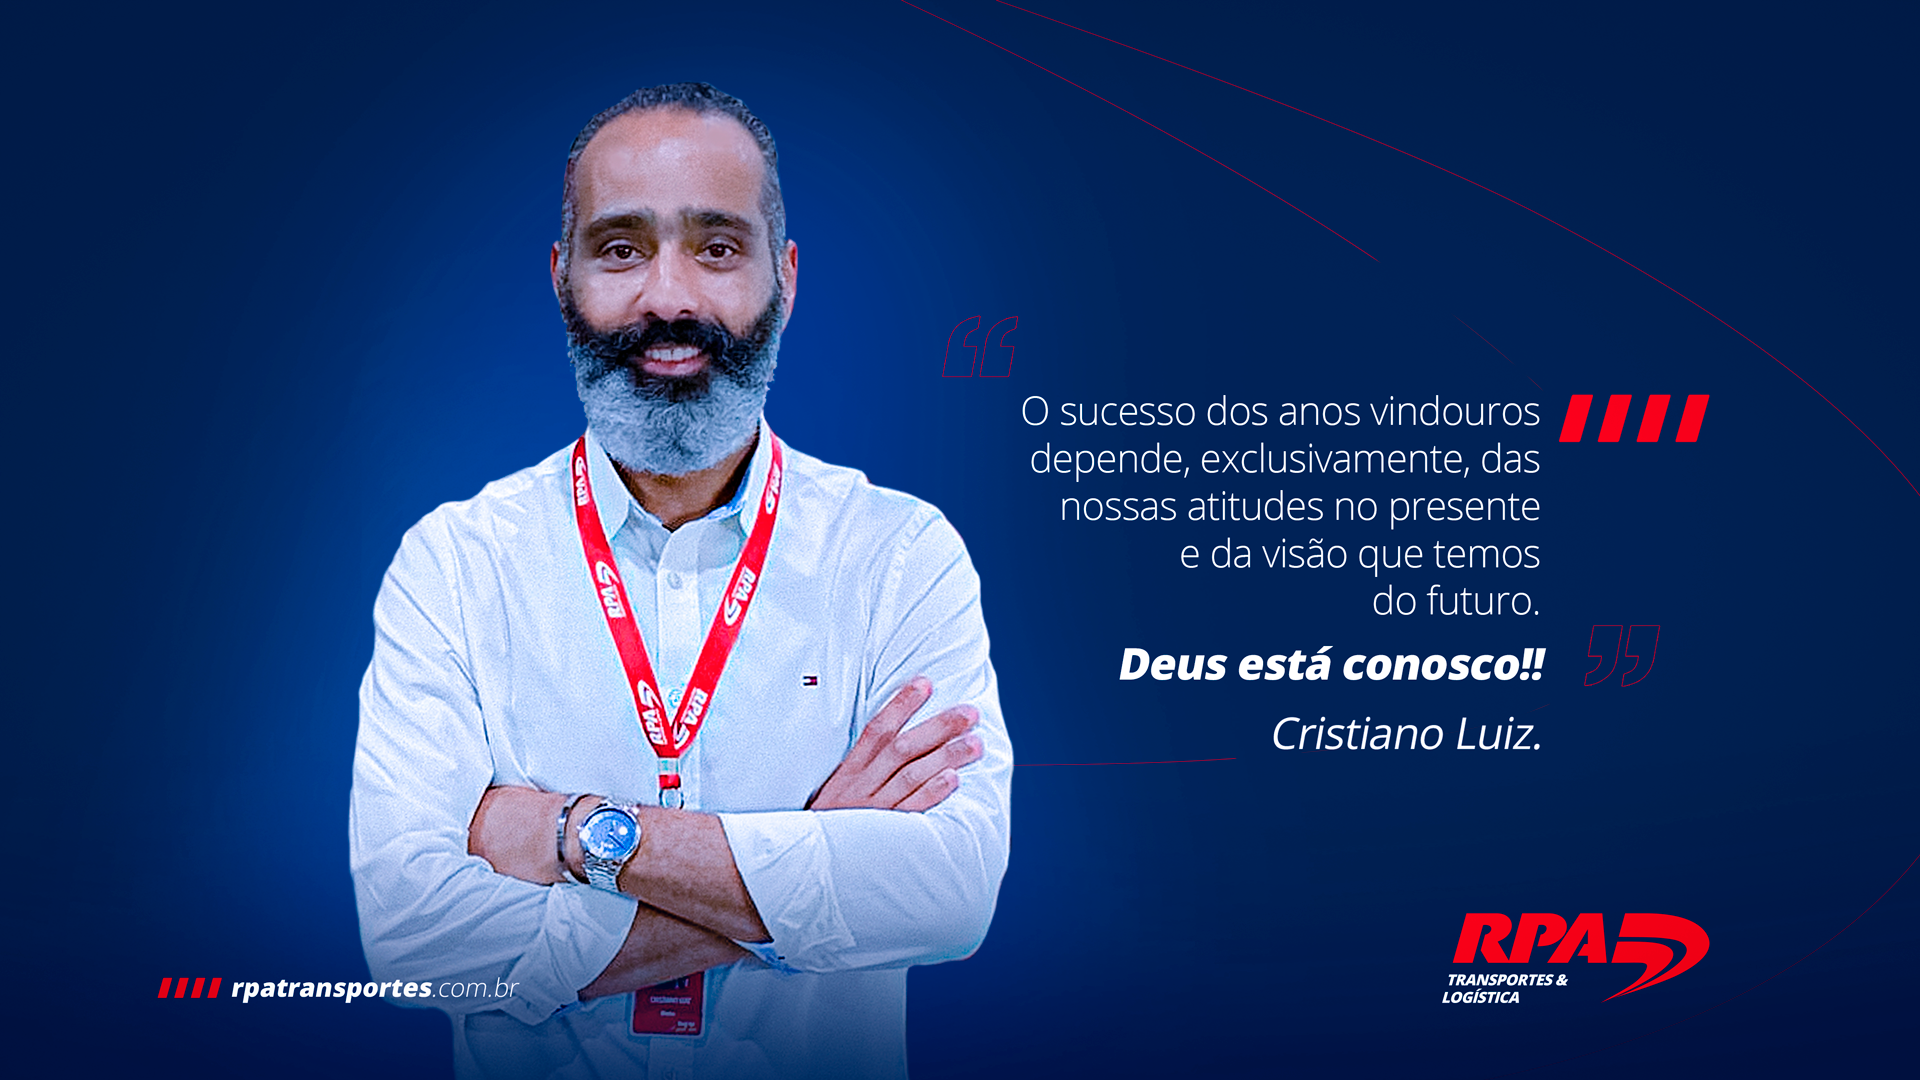 “
O sucesso dos anos vindouros
depende, exclusivamente, das
nossas atitudes no presente
e da visão que temos
do futuro.
Deus está conosco!!
”
Cristiano Luiz.
RPA
RPA
RPA
RPA
RPA
RPA
TRANSPORTES &
LOGÍSTICA
rpatransportes.com.br